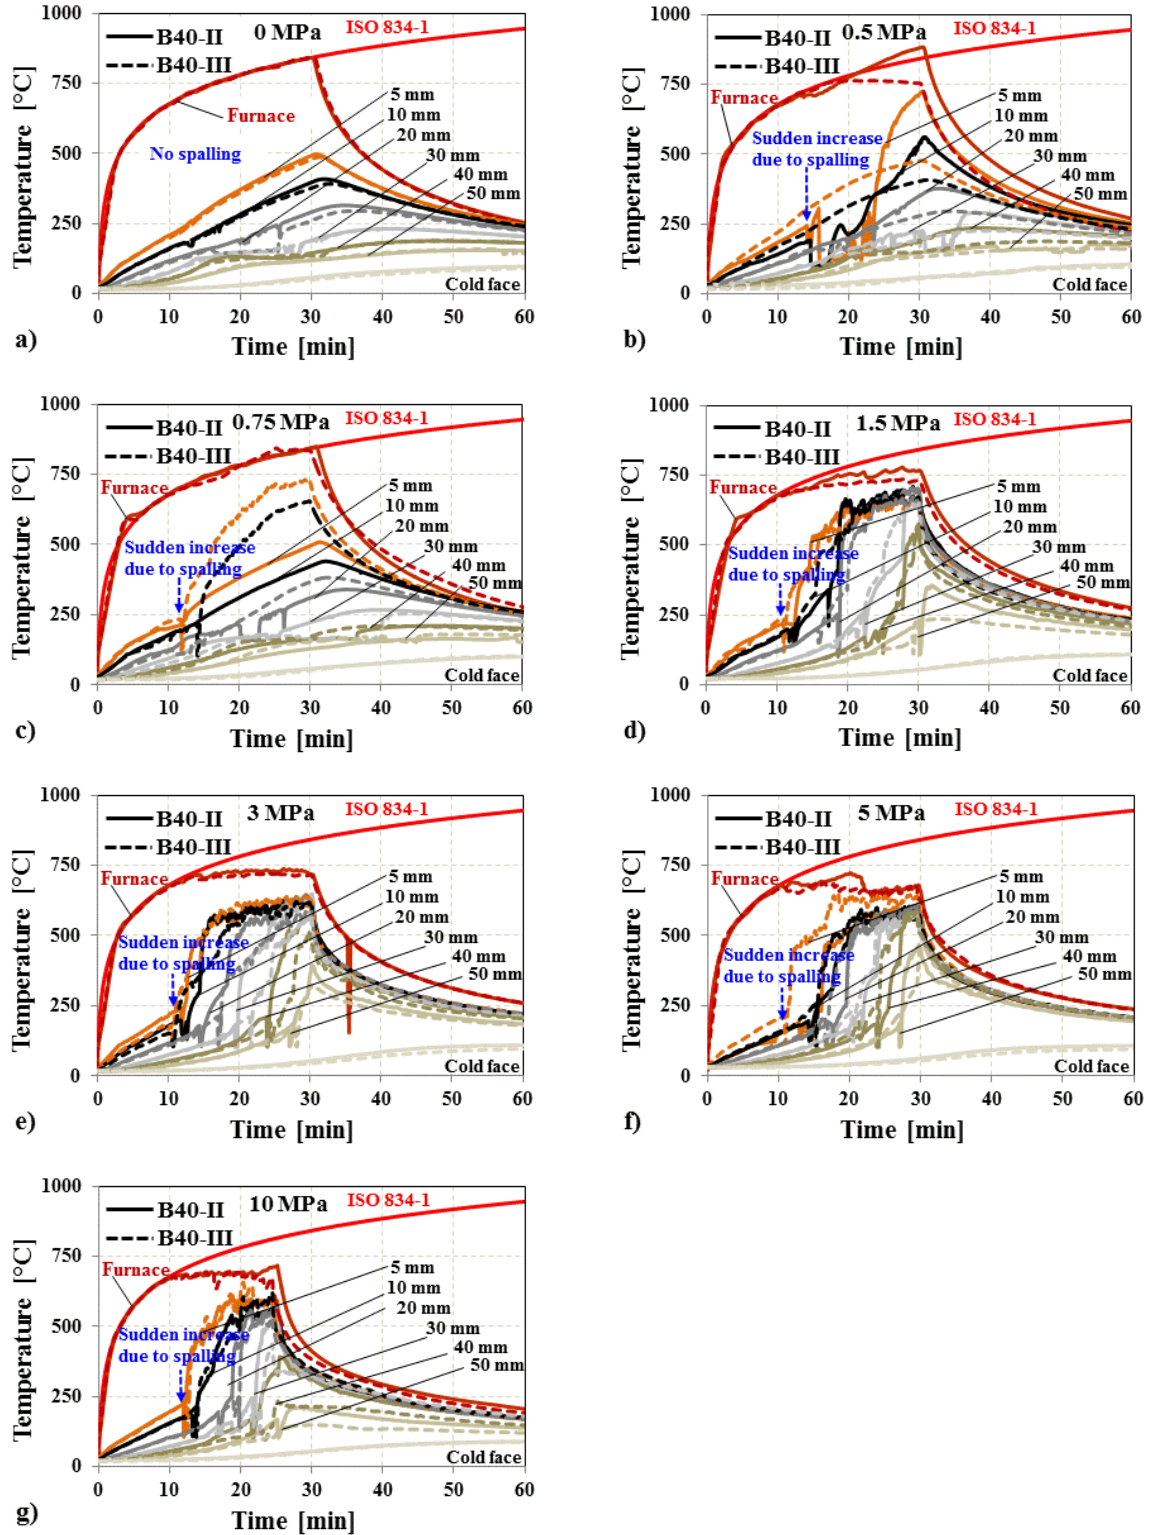 1000
B40-II 0 MPa ISO 834-1
B40-III
750
5 mm
10 mm
Furnace
20 mm
No spalling
30 mm
500
40 mm
50 mm
250
Cold face
0
0 10 20 30 40 50 60
Temperature [°C]
Time [min]
a)
1000
B40-II 0.5 MPa ISO 834-1
B40-III
750
Furnace
5 mm
10 mm
Sudden increase
due to spalling
20 mm
500
30 mm
40 mm
50 mm
250
Cold face
0
0 10 20 30 40 50 60
Temperature [°C]
Time [min]
b)
1000
B40-II 0.75 MPa ISO 834-1
B40-III
750
Furnace
5 mm
10 mm
20 mm
500
Sudden increase
due to spalling
30 mm
40 mm
50 mm
250
Cold face
0
0 10 20 30 40 50 60
Temperature [°C]
Time [min]
c)
1000
B40-II 1.5 MPa ISO 834-1
B40-III
750
Furnace
5 mm
10 mm
20 mm
500
Sudden increase
due to spalling
30 mm
40 mm
50 mm
250
Cold face
0
0 10 20 30 40 50 60
Temperature [°C]
Time [min]
d)
1000
B40-II 3 MPa ISO 834-1
B40-III
750
Furnace
5 mm
10 mm
20 mm
500
Sudden increase
due to spalling
30 mm
40 mm
50 mm
250
Cold face
0
0 10 20 30 40 50 60
Temperature [°C]
Time [min]
e)
1000
B40-II 5 MPa ISO 834-1
B40-III
750
Furnace
5 mm
10 mm
20 mm
500
Sudden increase
due to spalling
30 mm
40 mm
50 mm
250
Cold face
0
0 10 20 30 40 50 60
Temperature [°C]
Time [min]
f)
1000
B40-II 10 MPa ISO 834-1
B40-III
750
Furnace
5 mm
10 mm
20 mm
500
Sudden increase
due to spalling
30 mm
40 mm
50 mm
250
Cold face
0
0 10 20 30 40 50 60
Temperature [°C]
Time [min]
g)